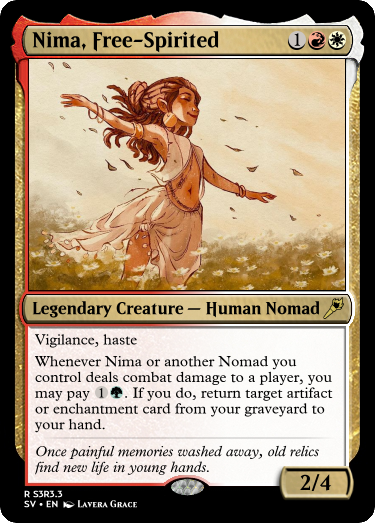 Nima, Free-Spirited 1
Legendary Creature — Human Nomad
Vigilance, haste
Whenever Nima or another Nomad you
control deals combat damage to a player, you
may pay 1 . If you do, return target artifact
or enchantment card from your graveyard to
your hand.
Once painful memories washed away, old relics
find new life in young hands.
2/4
R S3R3.3
SV • EN Lavera Grace